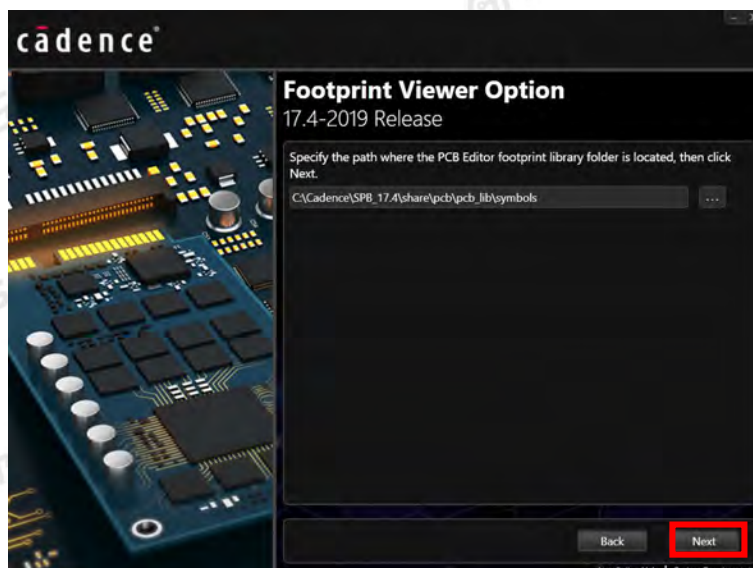 cādence®
Footprint Viewer Option
17.4-2019 Release
Specify the path where the PCB Editor footprint library folder is located, then click
Next.
C:\Cadence\SPB_17.4\share\pcb\pcb_lib\symbols
...
Back
Next